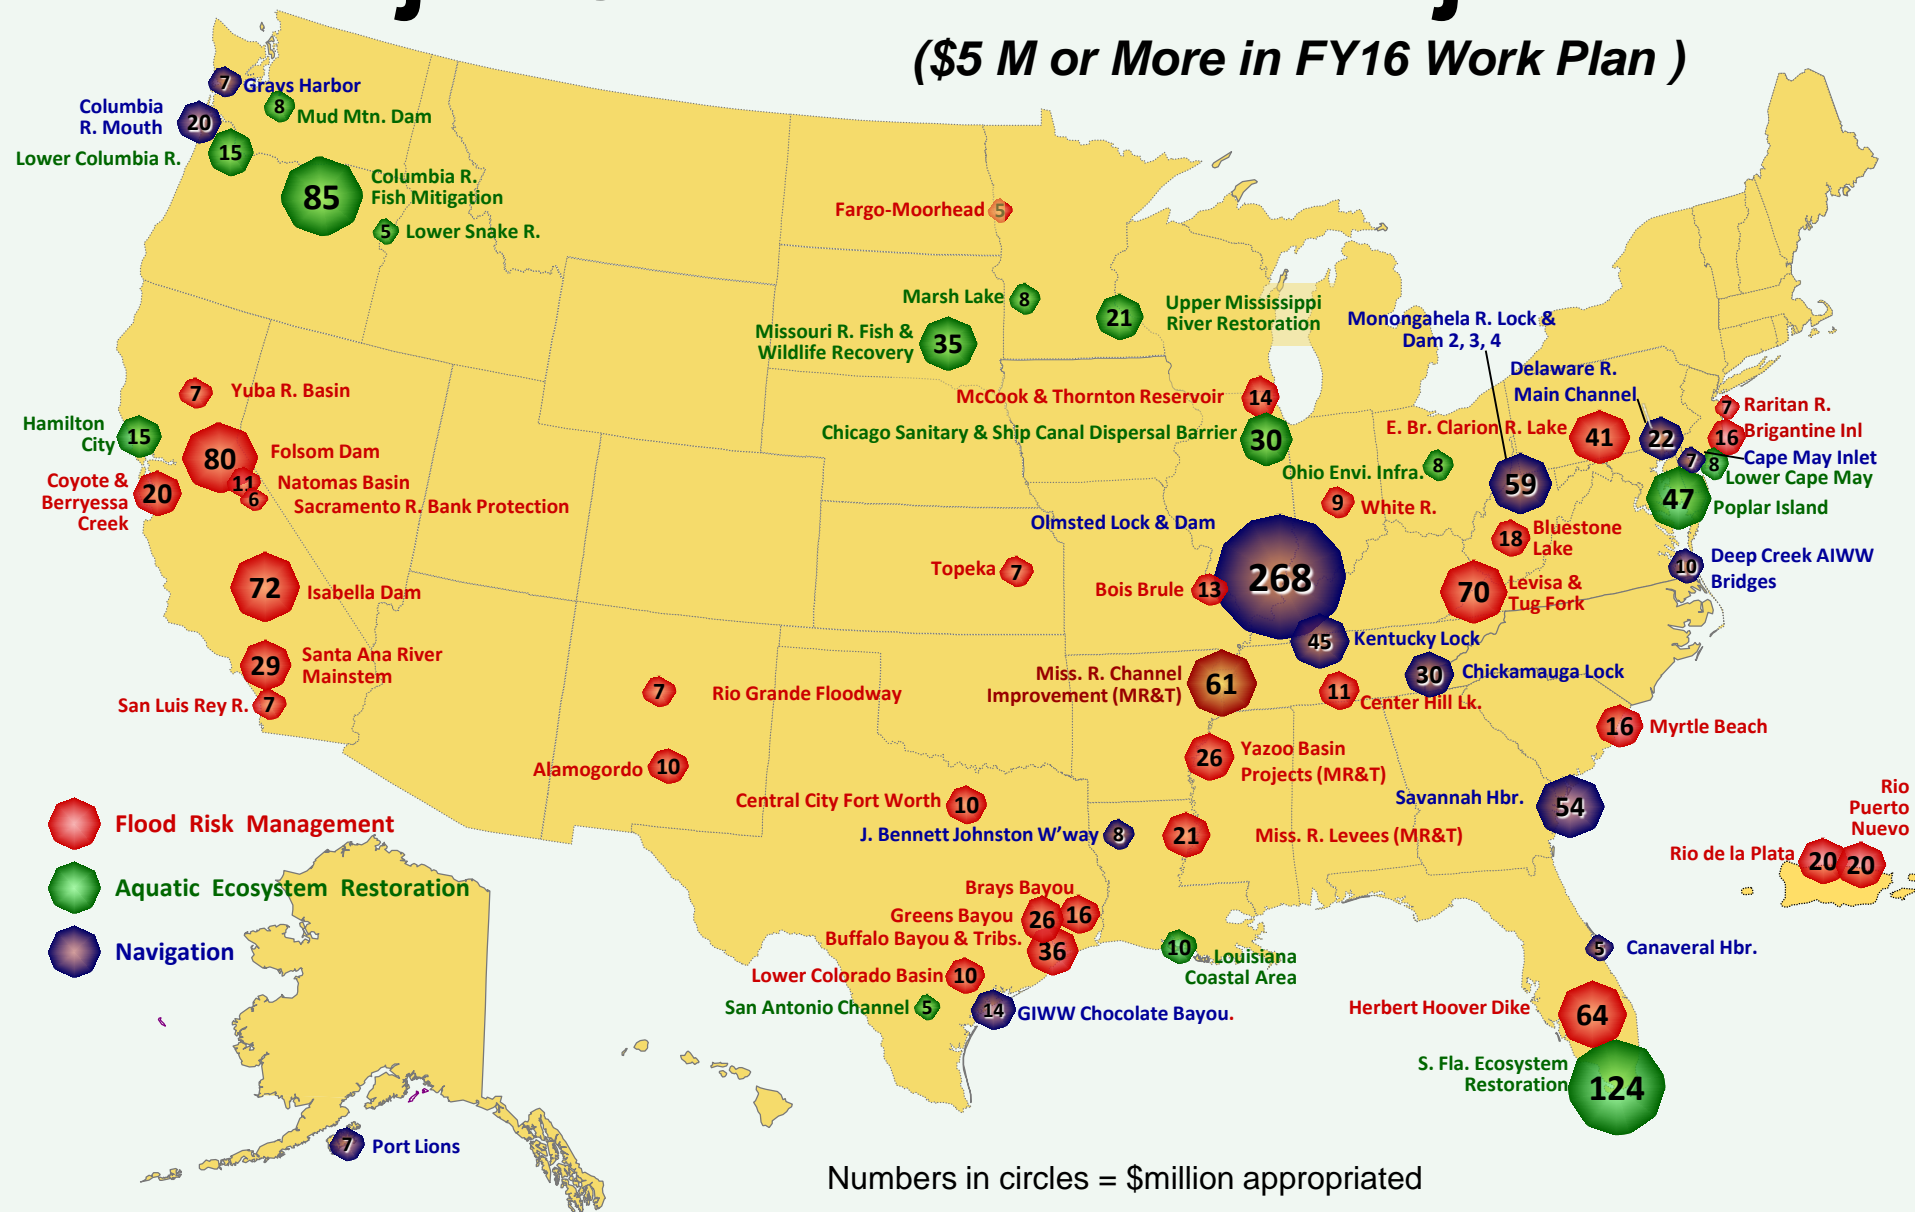 ($5 M or More in FY16 Work Plan )
7
Grays Harbor
Columbia
R. Mouth
20
8
Mud Mtn. Dam
Lower Columbia R.
15
85
Columbia R.
Fish Mitigation
5
Lower Snake R.
Fargo-Moorhead
5
Marsh Lake
8
Missouri R. Fish &
Wildlife Recovery
35
21
Upper Mississippi
River Restoration
Monongahela R. Lock &
Dam 2, 3, 4
59
Delaware R.
Main Channel
22
7
Yuba R. Basin
Hamilton
City
15
80
Folsom Dam
11
Natomas Basin
6
Sacramento R. Bank Protection
Coyote &
Berryessa
Creek
20
McCook & Thornton Reservoir
14
Chicago Sanitary & Ship Canal Dispersal Barrier
30
E. Br. Clarion R. Lake
41
7
Raritan R.
16
Brigantine Inl
7
Cape May Inlet
8
Lower Cape May
47
Poplar Island
Ohio Envi. Infra.
8
9
White R.
Olmsted Lock & Dam
268
18
Bluestone
Lake
10
Deep Creek AIWW
Bridges
72
Isabella Dam
Topeka
7
Bois Brule
13
70
Levisa &
Tug Fork
45
Kentucky Lock
29
Santa Ana River
Mainstem
San Luis Rey R.
7
7
Rio Grande Floodway
Miss. R. Channel
Improvement (MR&T)
61
30
Chickamauga Lock
11
Center Hill Lk.
16
Myrtle Beach
Alamogordo
10
26
Yazoo Basin
Projects (MR&T)
Central City Fort Worth
10
Savannah Hbr.
54
J. Bennett Johnston W’way
8
21
Miss. R. Levees (MR&T)
Rio
Puerto
Nuevo
Rio de la Plata
20
20
Flood Risk Management
Aquatic Ecosystem Restoration
Navigation
Brays Bayou
16
Greens Bayou
26
Buffalo Bayou & Tribs.
36
10
Louisiana
Coastal Area
5
Canaveral Hbr.
Lower Colorado Basin
10
San Antonio Channel
5
14
GIWW Chocolate Bayou.
Herbert Hoover Dike
64
S. Fla. Ecosystem
Restoration
124
7
Port Lions
Numbers in circles = $million appropriated